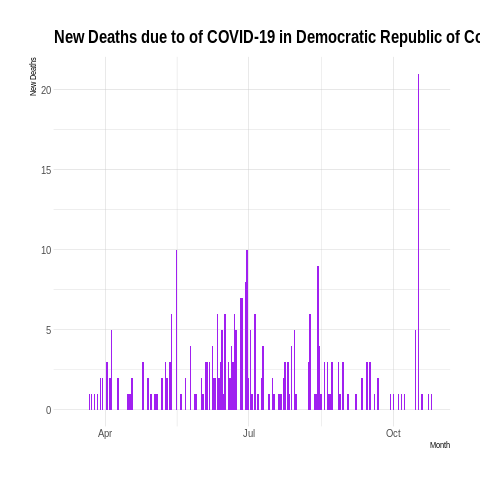 New Deaths due to of COVID-19 in Democratic Republic of Co
New Deaths
20
15
10
5
0
Apr Jul Oct
Month